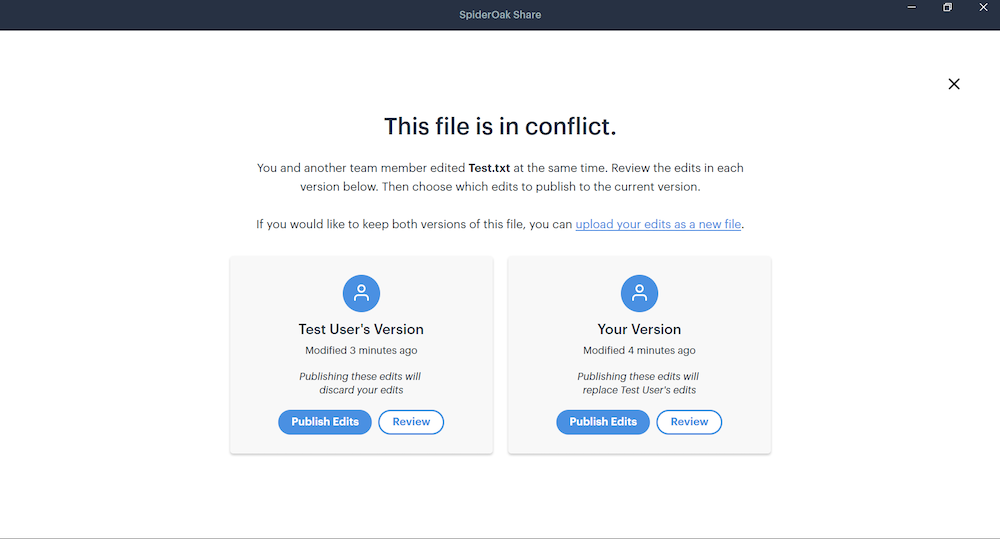 SpiderOak Share
This file is in conflict.
You and another team member edited Test.txt at the same time. Review the edits in each
version below. Then choose which edits to publish to the current version.
If you would like to keep both versions of this file, you can upload your edits as a new file.
Test User's Version
Modified 3 minutes ago
Publishing these edits will
discard your edits
Publish Edits
Review
Your Version
Modified 4 minutes ago
Publishing these edits will
replace Test User's edits
Publish Edits
Review